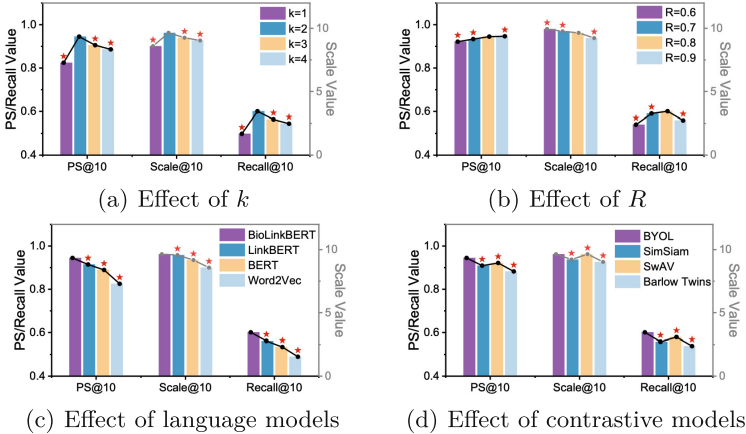 PS/Recall Value
1.0
0.8
0.6
0.4
10
5
0
Scale Value
k=1
k=2
k=3
k=4
PS@10 Scale@10 Recall@10
(a) Effect of k
PS/Recall Value
1.0
0.8
0.6
0.4
10
5
0
Scale Value
R=0.6
R=0.7
R=0.8
R=0.9
PS@10 Scale@10 Recall@10
(b) Effect of R
PS/Recall Value
1.0
0.8
0.6
0.4
10
5
0
Scale Value
BioLinkBERT
LinkBERT
BERT
Word2Vec
PS@10 Scale@10 Recall@10
(c) Effect of language models
PS/Recall Value
1.0
0.8
0.6
0.4
10
5
0
Scale Value
BYOL
SimSiam
SwAV
Barlow Twins
PS@10 Scale@10 Recall@10
(d) Effect of contrastive models